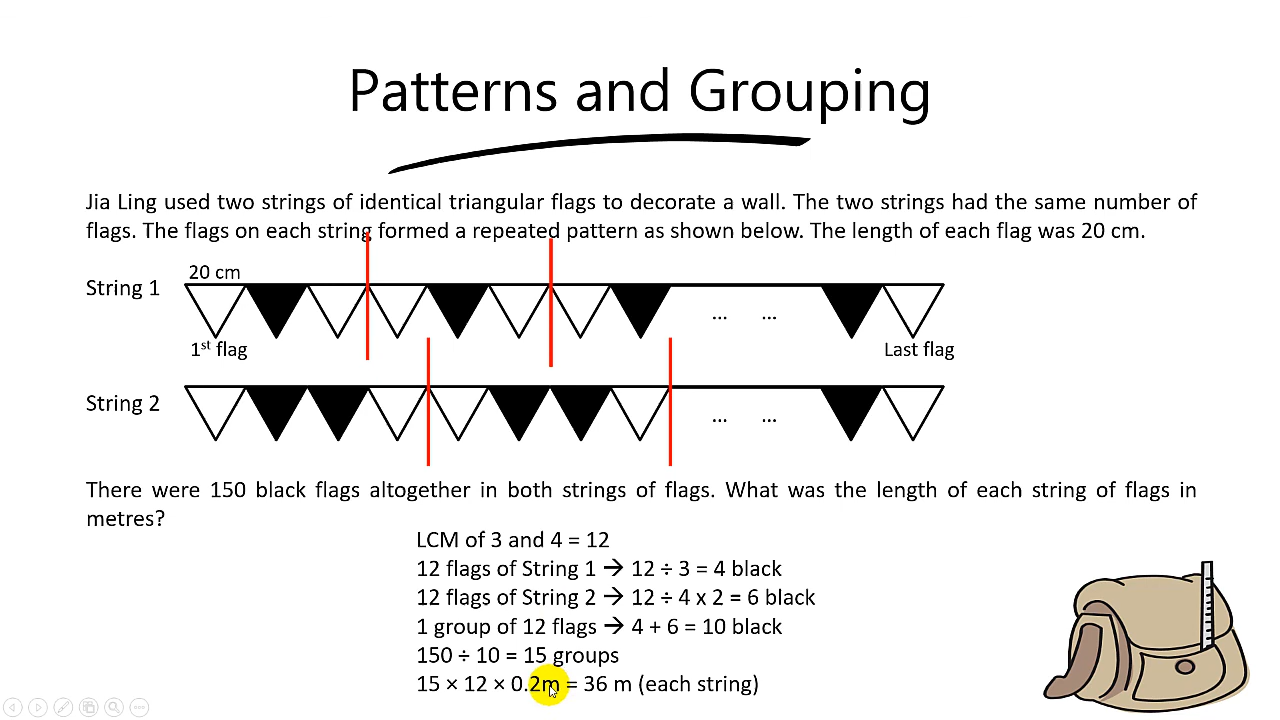 Patterns and Grouping
Jia Ling used two strings of identical triangular flags to decorate a wall. The two strings had the same number of
flags. The flags on each string formed a repeated pattern as shown below. The length of each flag was 20 cm.
20 cm
String 1
... ...
1st flag
Last flag
String 2
... ...
There were 150 black flags altogether in both strings of flags. What was the length of each string of flags in
metres?
LCM of 3 and 4 = 12
12 flags of String 1 → 12 ÷ 3 = 4 black
12 flags of String 2 → 12 ÷ 4 x 2 = 6 black
1 group of 12 flags → 4 + 6 = 10 black
150 ÷ 10 = 15 groups
15 × 12 × 0.2m = 36 m (each string)